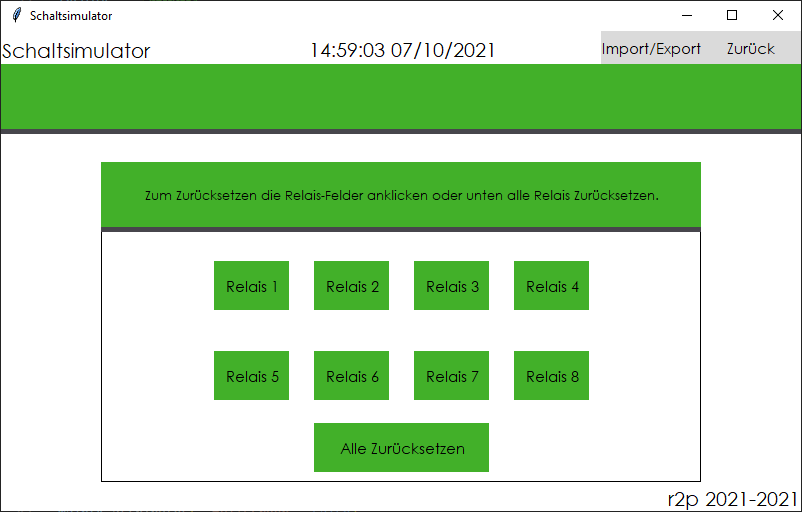 Schaltsimulator
Schaltsimulator 14:59:03 07/10/2021 Import/Export Zurück
Zum Zurücksetzen die Relais-Felder anklicken oder unten alle Relais Zurücksetzen.
Relais 1 Relais 2 Relais 3 Relais 4
Relais 5 Relais 6 Relais 7 Relais 8
Alle Zurücksetzen
r2p 2021-2021